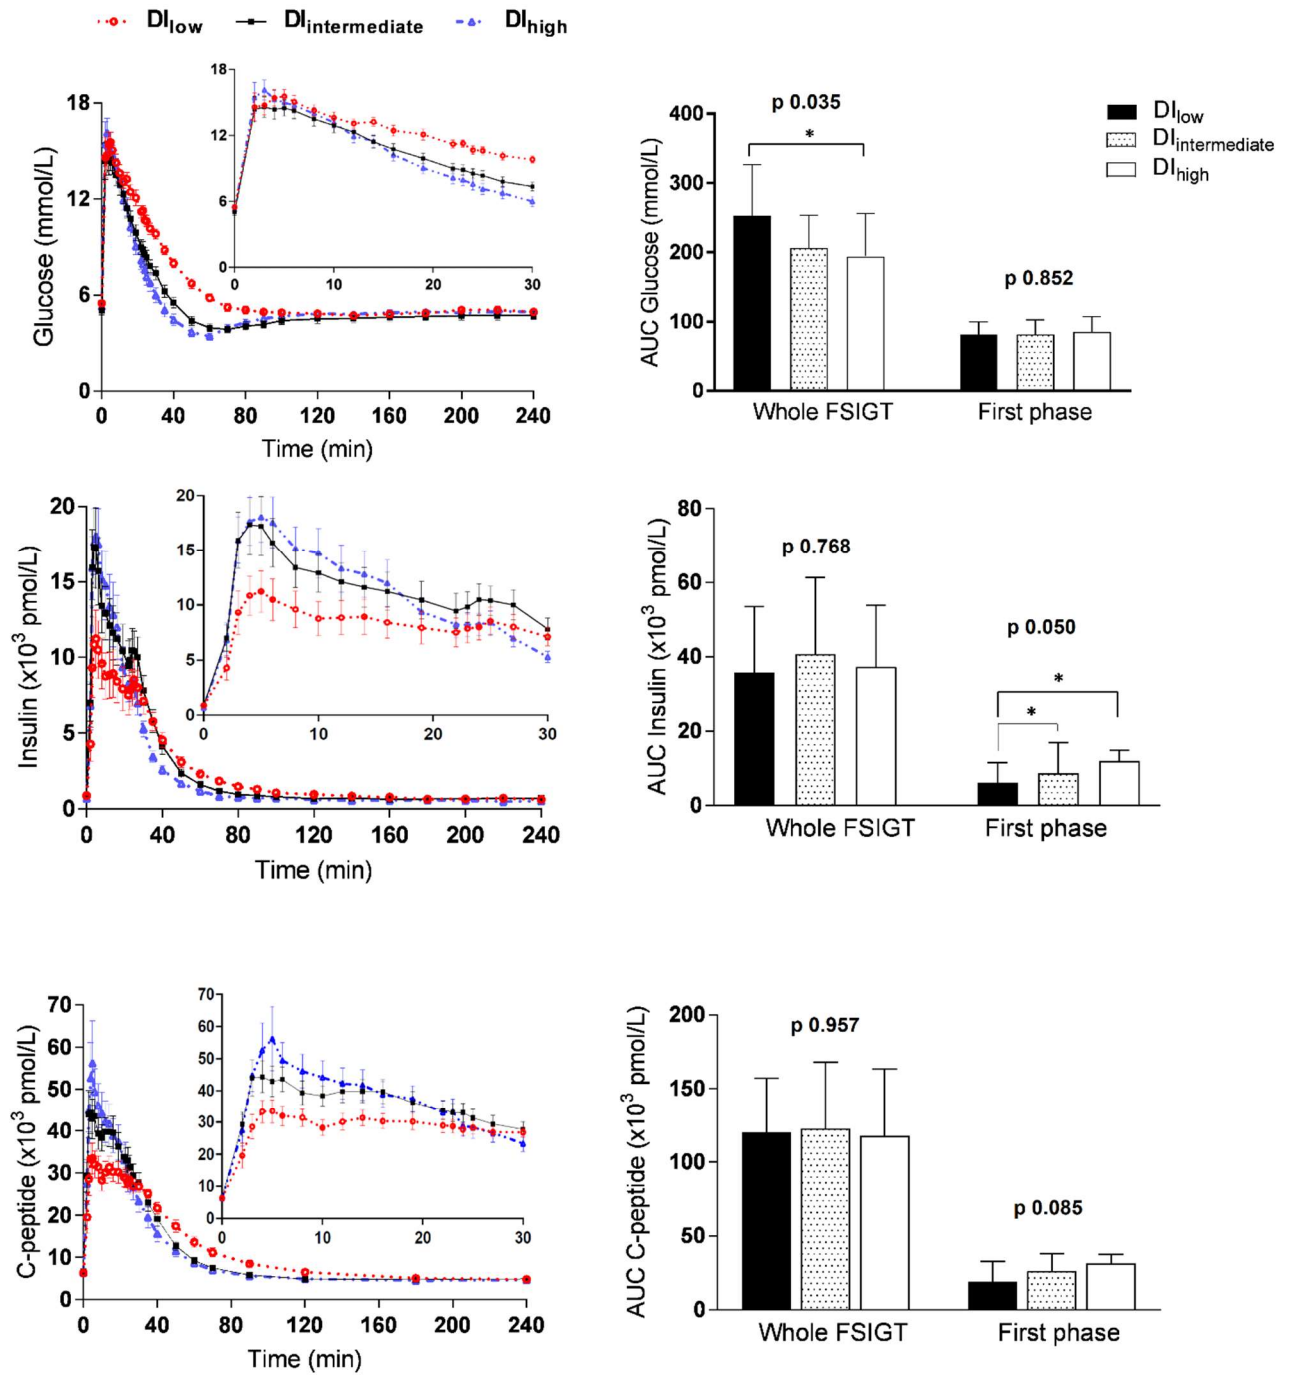 DIlow DIintermediate DIhigh
Glucose (mmol/L)
18
12
6
0
0 40 80 120 160 200 240
Time (min)
18
12
6
0
0 10 20 30
AUC Glucose (mmol/L)
400
300
200
100
0
p 0.035
*
p 0.852
Whole FSIGT First phase
DIlow
DIintermediate
DIhigh
Insulin (x10³ pmol/L)
20
15
10
5
0
0 40 80 120 160 200 240
Time (min)
20
15
10
5
0
0 10 20 30
AUC Insulin (x10³ pmol/L)
80
60
40
20
0
p 0.768
p 0.050
*
*
Whole FSIGT First phase
C-peptide (x10³ pmol/L)
70
60
50
40
30
20
10
0
0 40 80 120 160 200 240
Time (min)
70
60
50
40
30
20
10
0
0 10 20 30
AUC C-peptide (x10³ pmol/L)
200
150
100
50
0
p 0.957
p 0.085
Whole FSIGT First phase